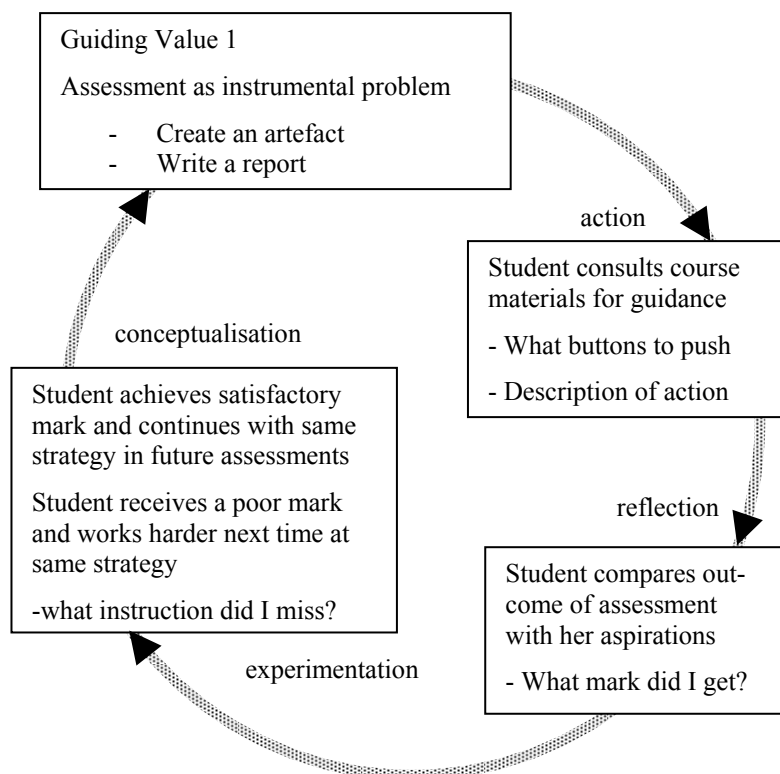 Guiding Value 1
Assessment as instrumental problem
- Create an artefact
- Write a report
action
Student consults course
materials for guidance
- What buttons to push
- Description of action
reflection
Student compares out-
come of assessment
with her aspirations
- What mark did I get?
experimentation
Student achieves satisfactory
mark and continues with same
strategy in future assessments
Student receives a poor mark
and works harder next time at
same strategy
-what instruction did I miss?
conceptualisation